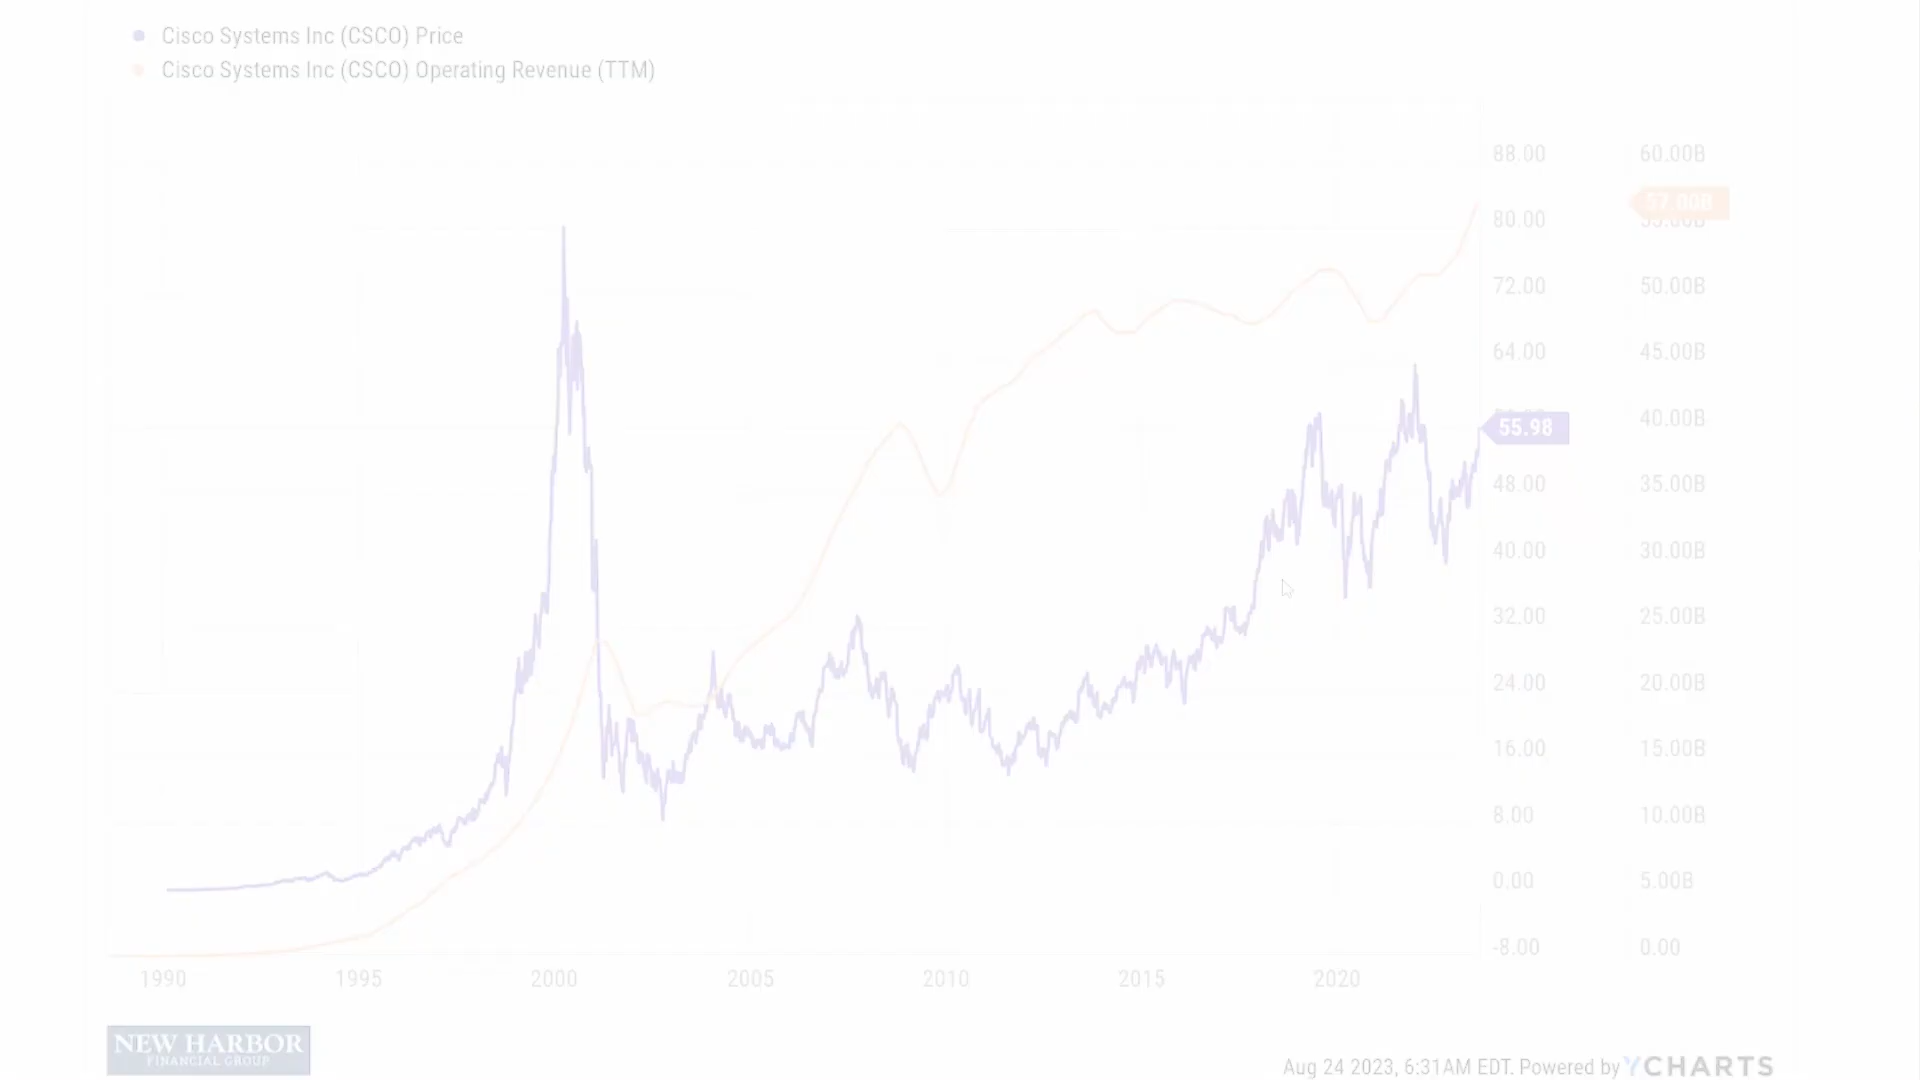 Cisco Systems Inc (CSCO) Price
Cisco Systems Inc (CSCO) Operating Revenue (TTM)
88.00 60.00B
57.00B
80.00 55.00B
72.00 50.00B
64.00 45.00B
40.00B
55.98
48.00 35.00B
40.00 30.00B
32.00 25.00B
24.00 20.00B
16.00 15.00B
8.00 10.00B
0.00 5.00B
-8.00 0.00
1990 1995 2000 2005 2010 2015 2020
NEW HARBOR
FINANCIAL GROUP
Aug 24 2023, 6:31AM EDT. Powered by YCHARTS